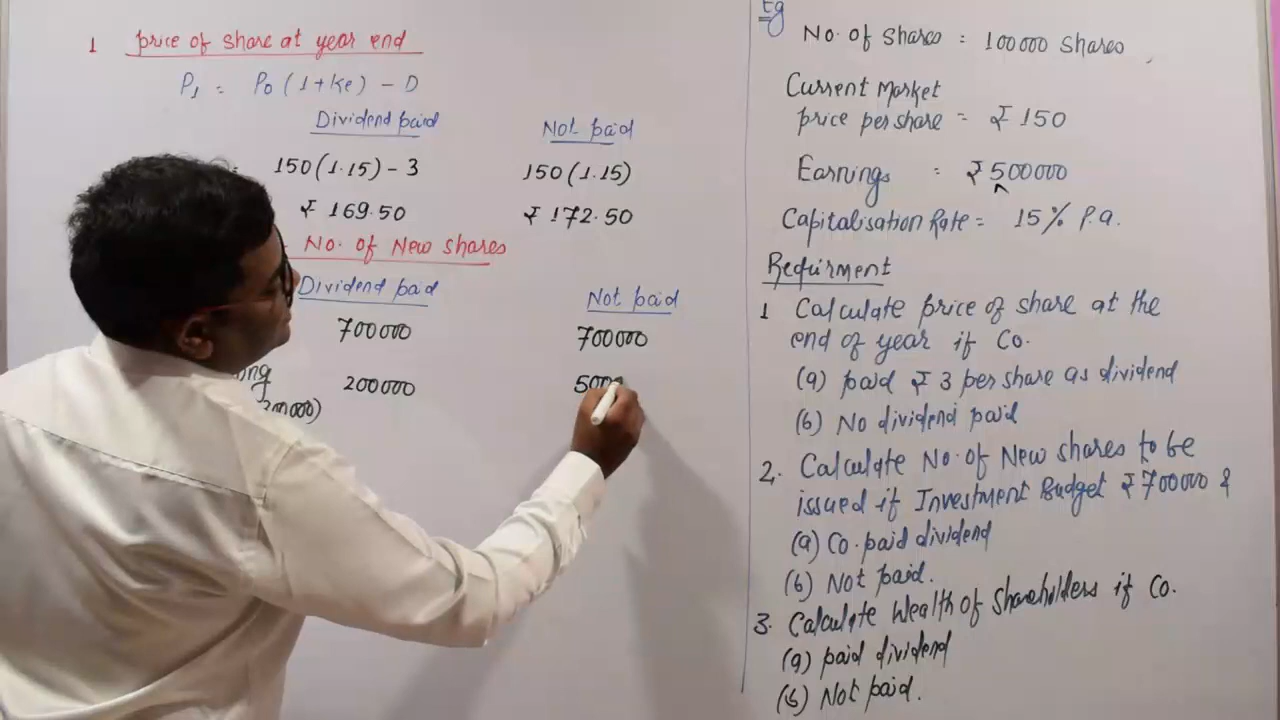 1 price of share at year end
P₁ = P₀ (1+ke) - D
Dividend paid Not paid
= 150(1.15) - 3 150(1.15)
₹ 169.50 ₹ 172.50
No. of New shares
Dividend paid Not paid
700000 700000
200000 5000
Eg
No. of shares = 100000 shares
Current Market
price per share = ₹ 150
Earnings = ₹ 500000
Capitalisation Rate = 15% P.a.
Requirment
1 Calculate price of share at the
end of year if Co.
(a) paid ₹ 3 per share as dividend
(b) No dividend paid
2. Calculate No. of New shares to be
issued if Investment Budget ₹ 700000 &
(a) Co. paid dividend
(b) Not paid.
3. Calculate Wealth of Shareholders if Co.
(a) paid dividend
(b) Not paid.